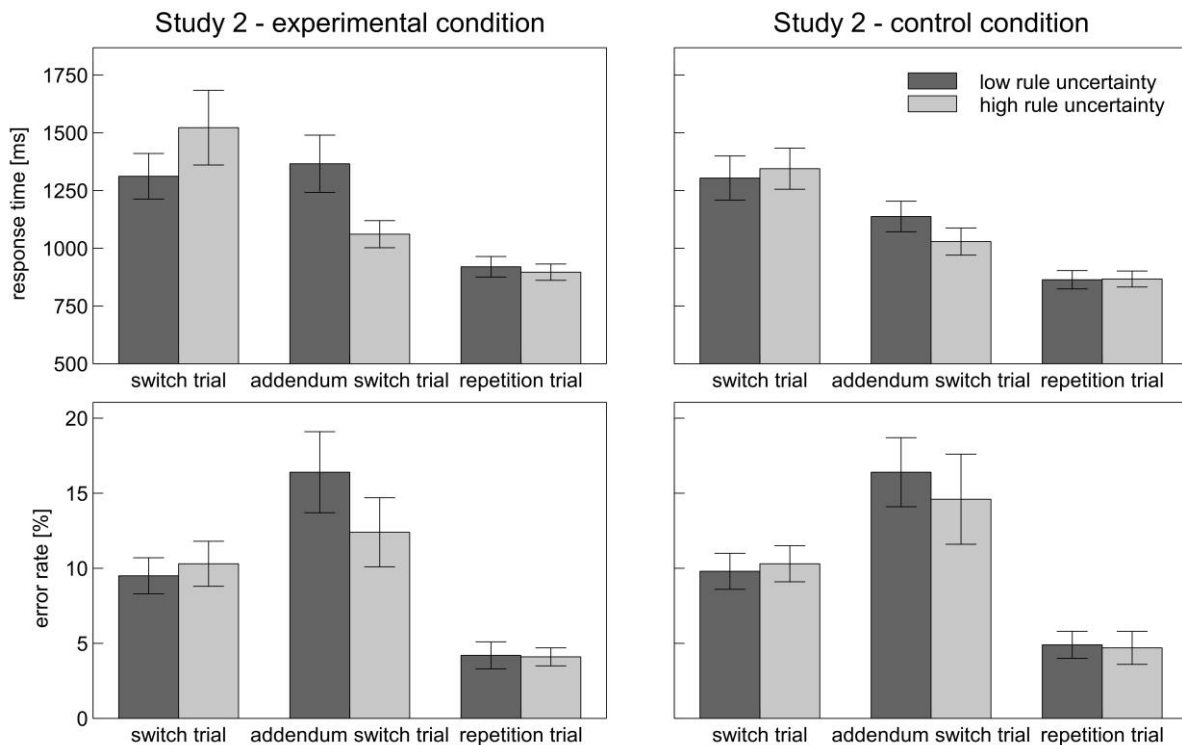 Study 2 - experimental condition
Study 2 - control condition
response time [ms]
1750
1500
1250
1000
750
500
switch trial
addendum switch trial
repetition trial
low rule uncertainty
high rule uncertainty
switch trial
addendum switch trial
repetition trial
error rate [%]
20
15
10
5
0
switch trial
addendum switch trial
repetition trial
switch trial
addendum switch trial
repetition trial